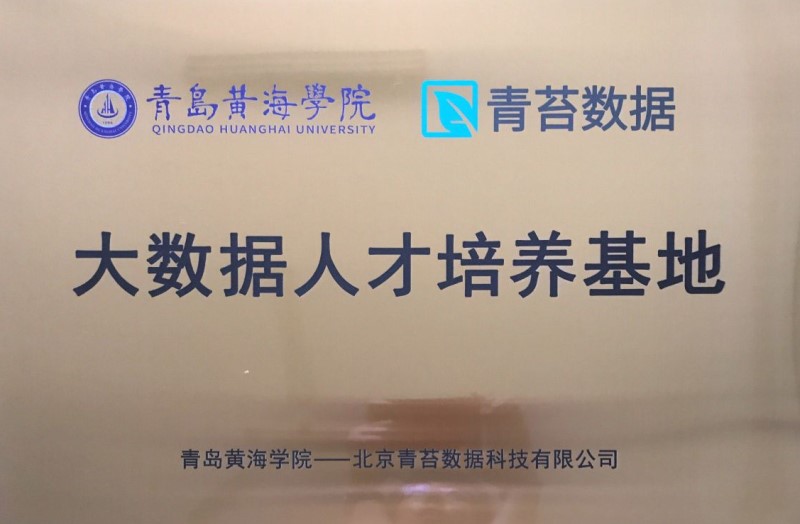 青島黄海學院 青苔数据
QINGDAO HUANGHAI UNIVERSITY
大数据人才培养基地
青岛黄海学院——北京青苔数据科技有限公司